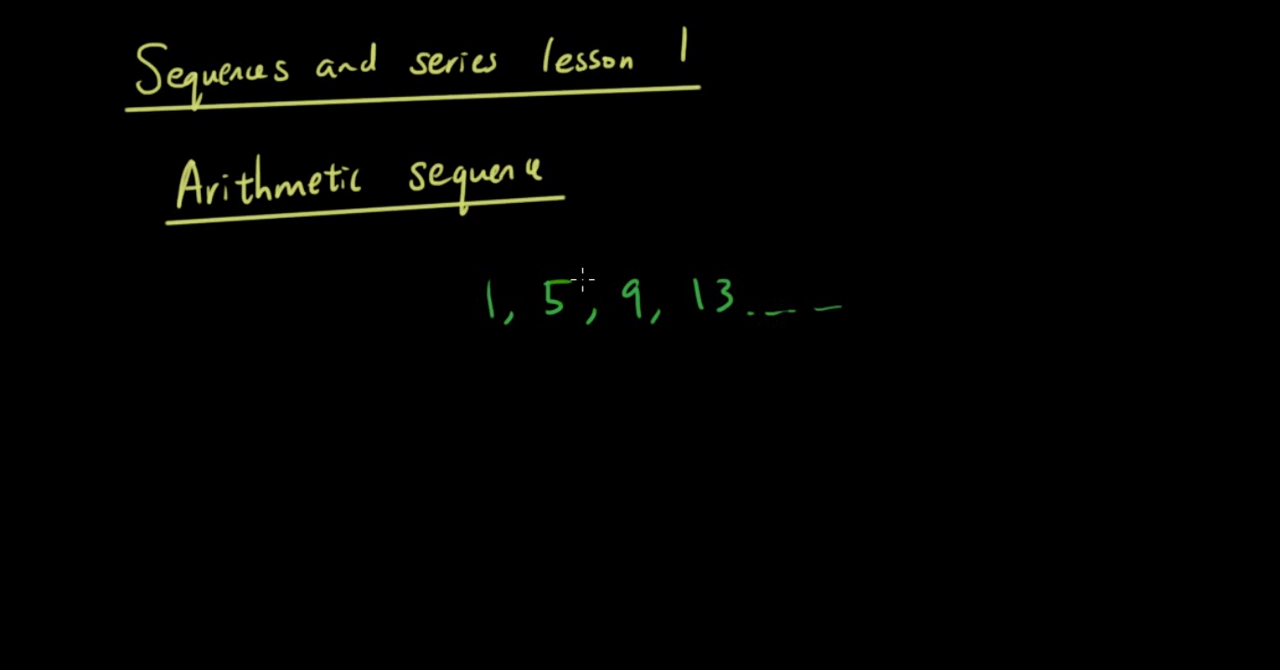 Sequences and series lesson 1
Arithmetic sequence
1, 5, 9, 13....